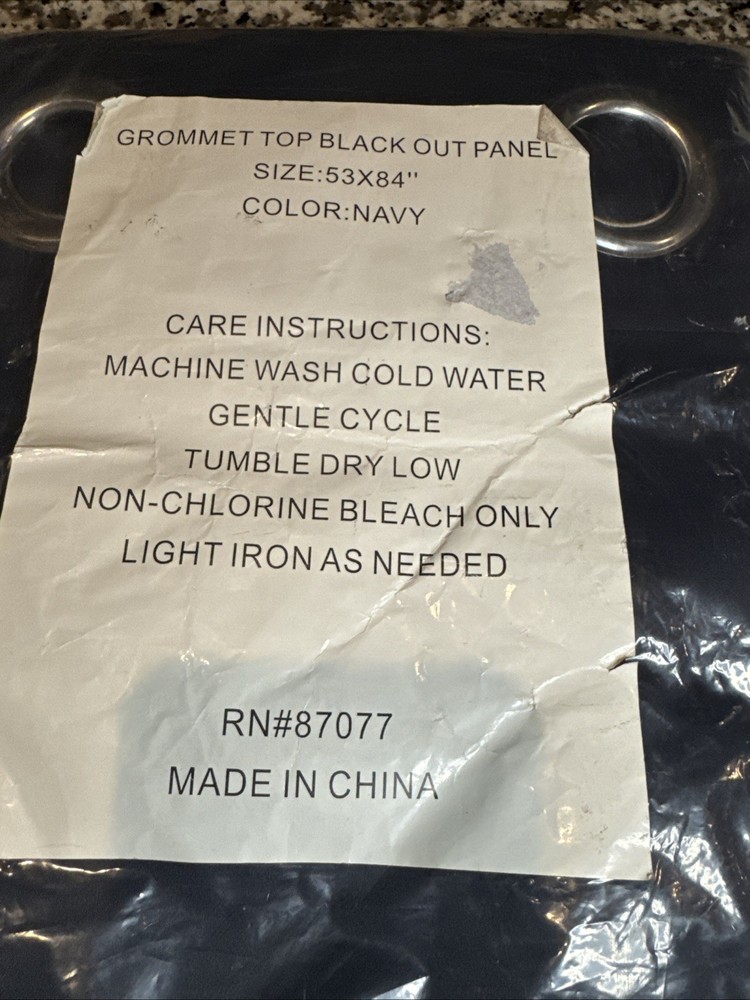 GROMMET TOP BLACK OUT PANEL
SIZE:53X84''
COLOR:NAVY
CARE INSTRUCTIONS:
MACHINE WASH COLD WATER
GENTLE CYCLE
TUMBLE DRY LOW
NON-CHLORINE BLEACH ONLY
LIGHT IRON AS NEEDED
RN#87077
MADE IN CHINA